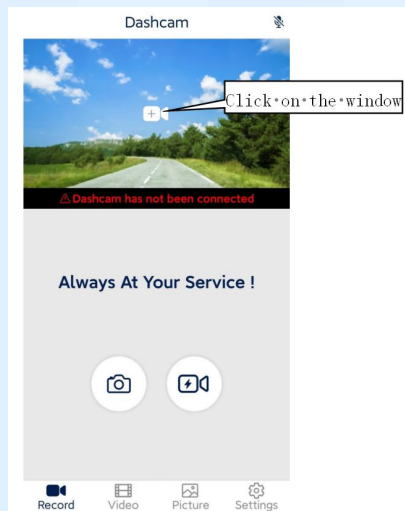 Dashcam
Click on the window
Dashcam has not been connected
Always At Your Service !
Record Video Picture Settings